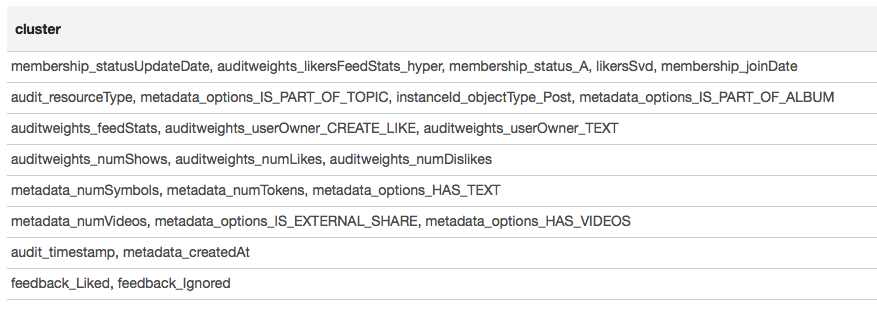 cluster
membership_statusUpdateDate, auditweights_likersFeedStats_hyper, membership_status_A, likersSvd, membership_joinDate
audit_resourceType, metadata_options_IS_PART_OF_TOPIC, instanceId_objectType_Post, metadata_options_IS_PART_OF_ALBUM
auditweights_feedStats, auditweights_userOwner_CREATE_LIKE, auditweights_userOwner_TEXT
auditweights_numShows, auditweights_numLikes, auditweights_numDislikes
metadata_numSymbols, metadata_numTokens, metadata_options_HAS_TEXT
metadata_numVideos, metadata_options_IS_EXTERNAL_SHARE, metadata_options_HAS_VIDEOS
audit_timestamp, metadata_createdAt
feedback_Liked, feedback_Ignored